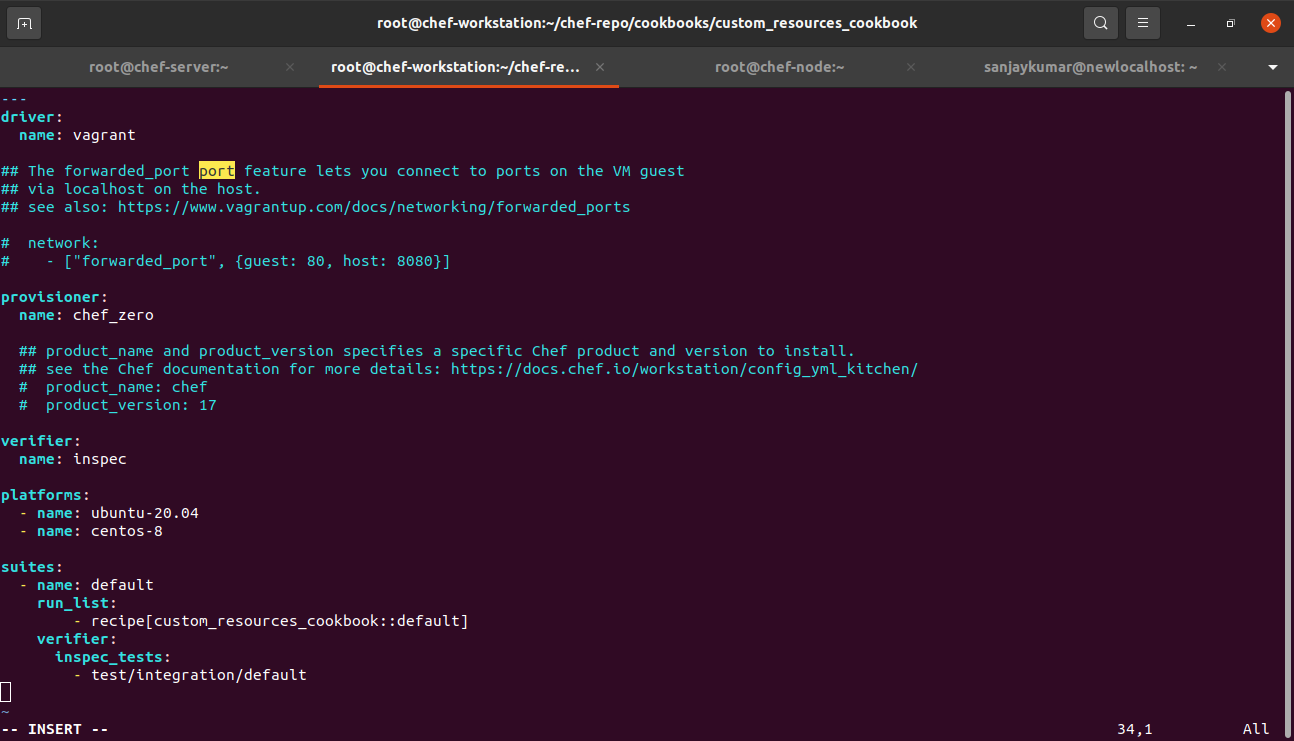 root@chef-workstation:~/chef-repo/cookbooks/custom_resources_cookbook
root@chef-server:~ × root@chef-workstation:~/chef-re... × root@chef-node:~ × sanjaykumar@newlocalhost: ~ ×
---
driver:
  name: vagrant

## The forwarded_port port feature lets you connect to ports on the VM guest
## via localhost on the host.
## see also: https://www.vagrantup.com/docs/networking/forwarded_ports

#  network:
#    - ["forwarded_port", {guest: 80, host: 8080}]

provisioner:
  name: chef_zero

  ## product_name and product_version specifies a specific Chef product and version to install.
  ## see the Chef documentation for more details: https://docs.chef.io/workstation/config_yml_kitchen/
  #  product_name: chef
  #  product_version: 17

verifier:
  name: inspec

platforms:
  - name: ubuntu-20.04
  - name: centos-8

suites:
  - name: default
    run_list:
        - recipe[custom_resources_cookbook::default]
    verifier:
      inspec_tests:
        - test/integration/default

~
-- INSERT -- 34,1 All